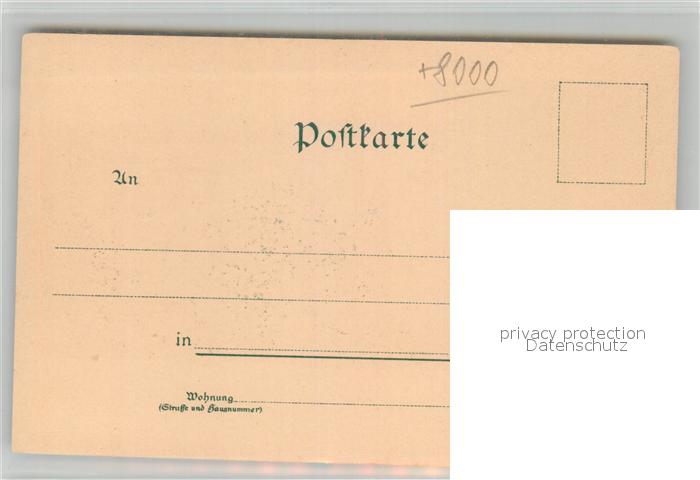 +8000
Postkarte
An
in
Wohnung
(Straße und Hausnummer)
privacy protection
Datenschutz